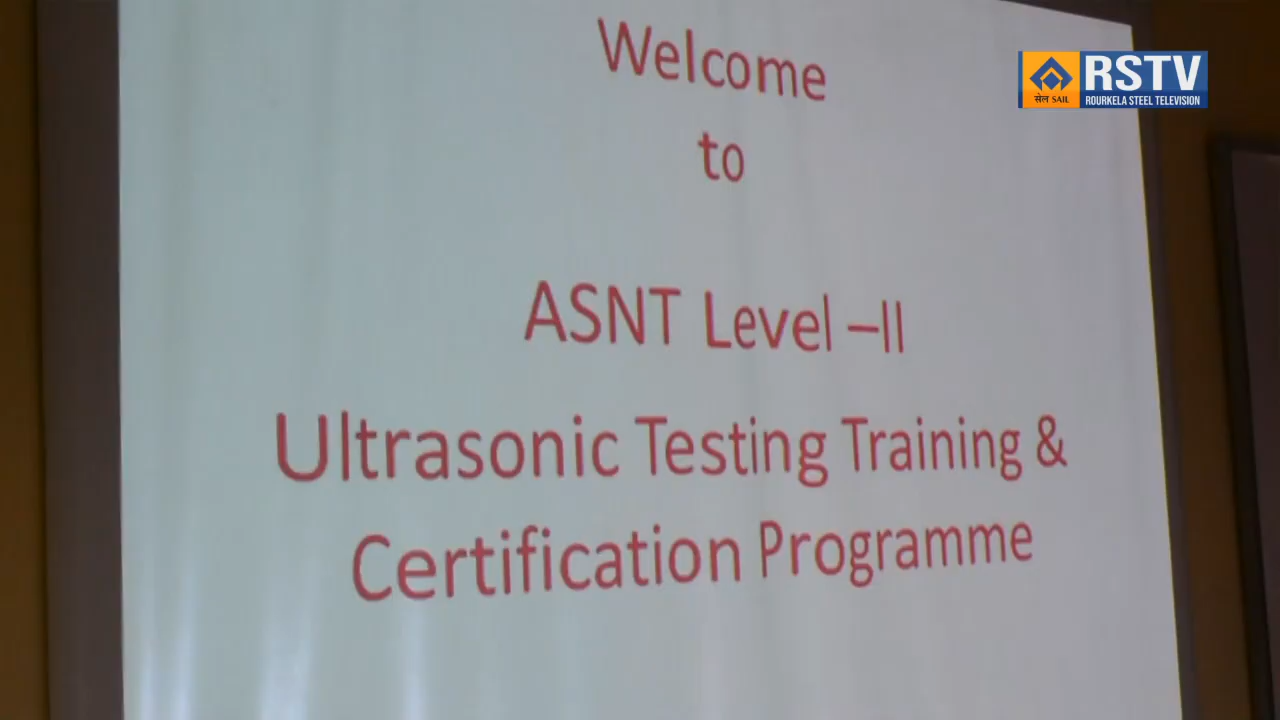 Welcome
to
ASNT Level –II
Ultrasonic Testing Training &
Certification Programme
सेल SAIL
RSTV
ROURKELA STEEL TELEVISION